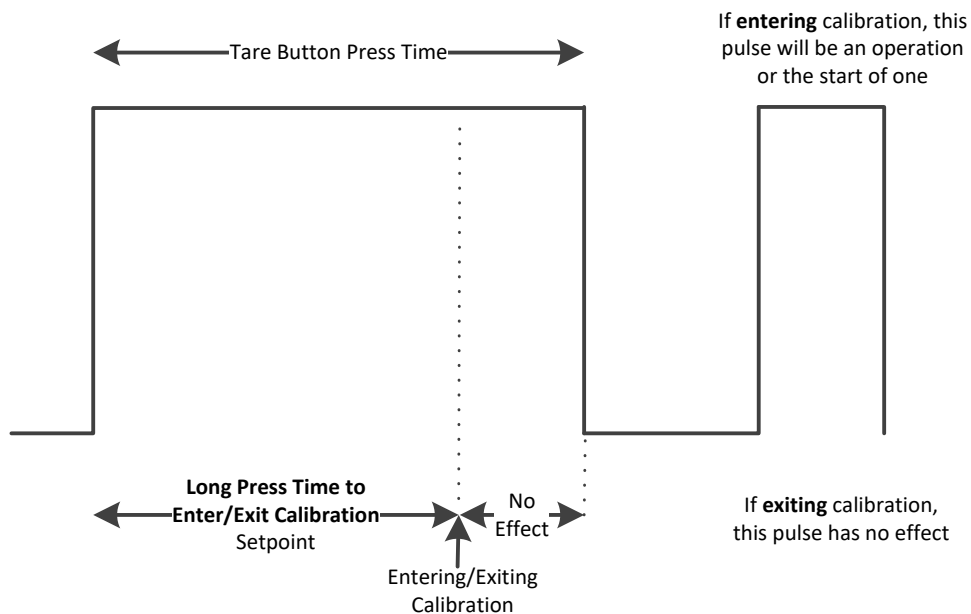 Tare Button Press Time
If entering calibration, this
pulse will be an operation
or the start of one
Long Press Time to
Enter/Exit Calibration
Setpoint
No
Effect
Entering/Exiting
Calibration
If exiting calibration,
this pulse has no effect